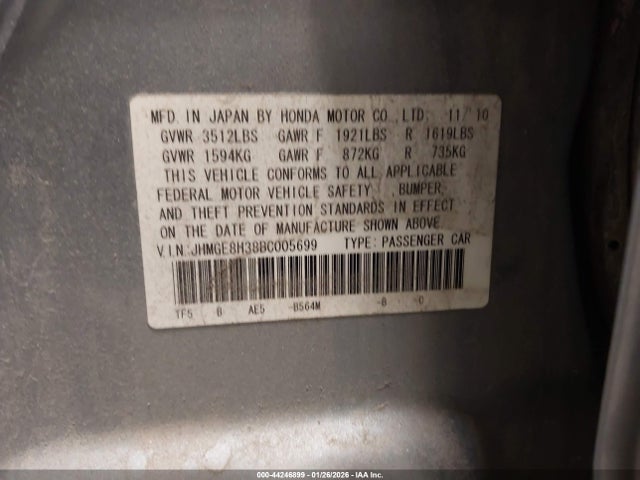 MFD. IN JAPAN BY HONDA MOTOR CO.,LTD. 11/10
GVWR 3512LBS GAWR F 1921LBS R 1619LBS
GVWR 1594KG GAWR F 872KG R 735KG
THIS VEHICLE CONFORMS TO ALL APPLICABLE
FEDERAL MOTOR VEHICLE SAFETY , BUMPER,
AND THEFT PREVENTION STANDARDS IN EFFECT
ON THE DATE OF MANUFACTURE SHOWN ABOVE.
V.I.N:JHMGE8H38BC005699 TYPE: PASSENGER CAR
TF5 B AE5 -B564M -B -C
000-44246899 - 01/26/2026 - IAA Inc.